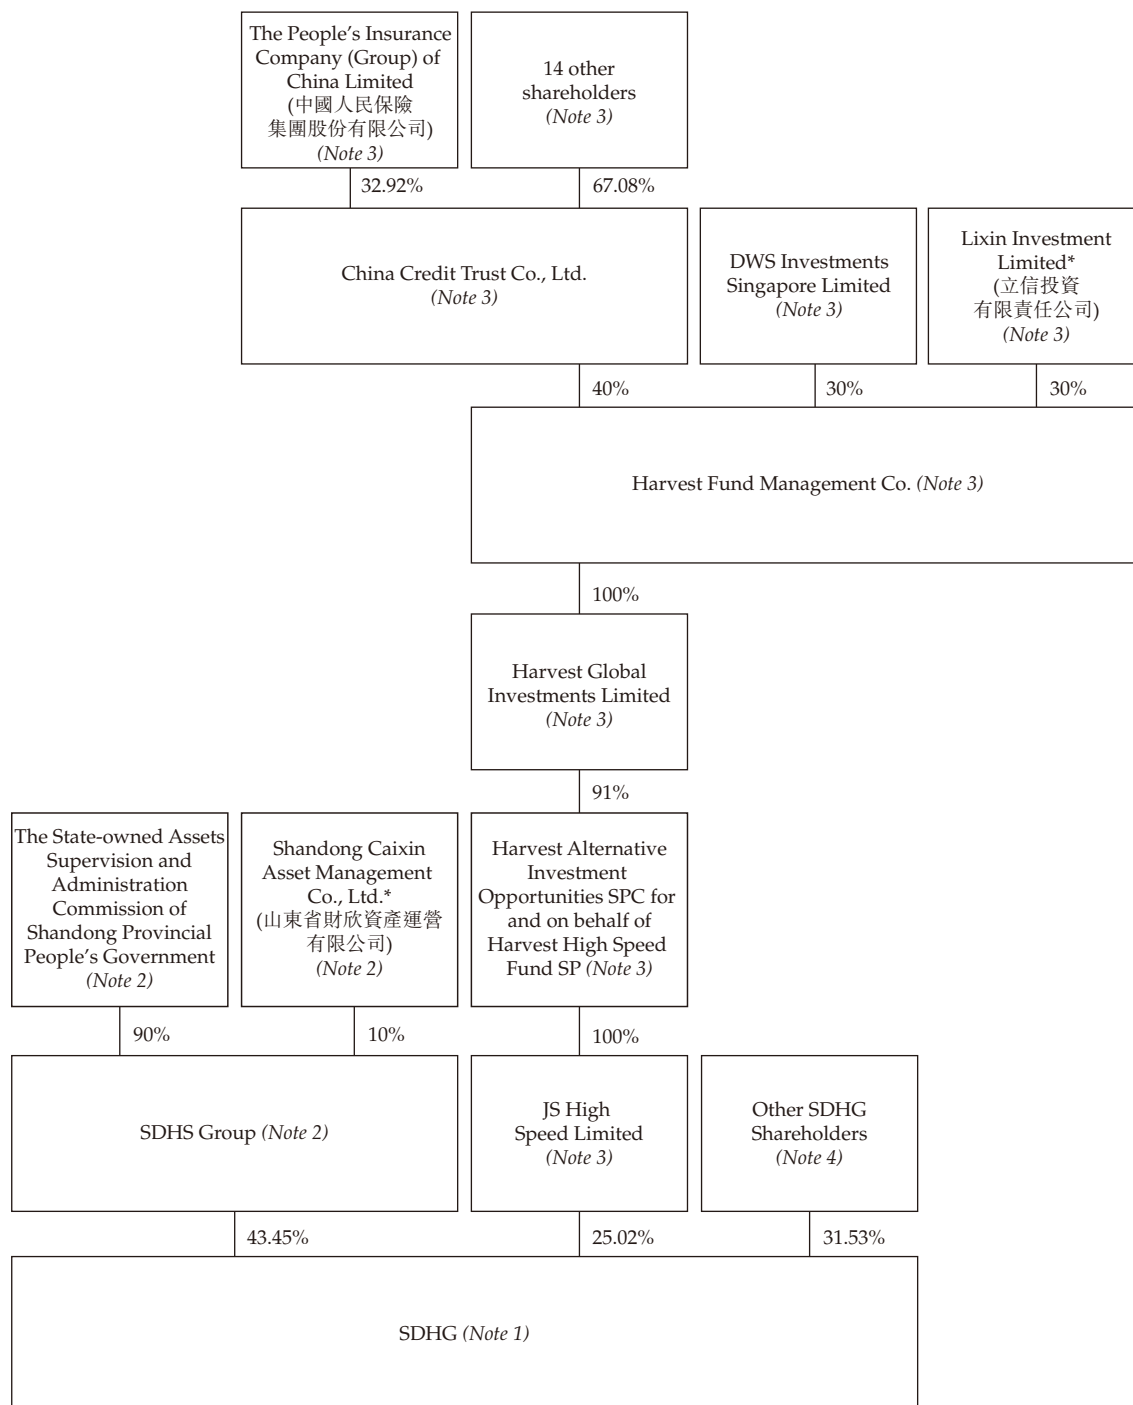 The People’s Insurance
Company (Group) of
China Limited
(中國人民保險
集團股份有限公司)
(Note 3)
14 other
shareholders
(Note 3)
32.92%
67.08%
China Credit Trust Co., Ltd.
(Note 3)
DWS Investments
Singapore Limited
(Note 3)
Lixin Investment
Limited*
(立信投資
有限責任公司)
(Note 3)
40%
30%
30%
Harvest Fund Management Co. (Note 3)
100%
Harvest Global
Investments Limited
(Note 3)
91%
The State-owned Assets
Supervision and
Administration
Commission of
Shandong Provincial
People’s Government
(Note 2)
Shandong Caixin
Asset Management
Co., Ltd.*
(山東省財欣資產運營
有限公司)
(Note 2)
Harvest Alternative
Investment
Opportunities SPC for
and on behalf of
Harvest High Speed
Fund SP (Note 3)
90%
10%
100%
SDHS Group (Note 2)
JS High
Speed Limited
(Note 3)
Other SDHG
Shareholders
(Note 4)
43.45%
25.02%
31.53%
SDHG (Note 1)